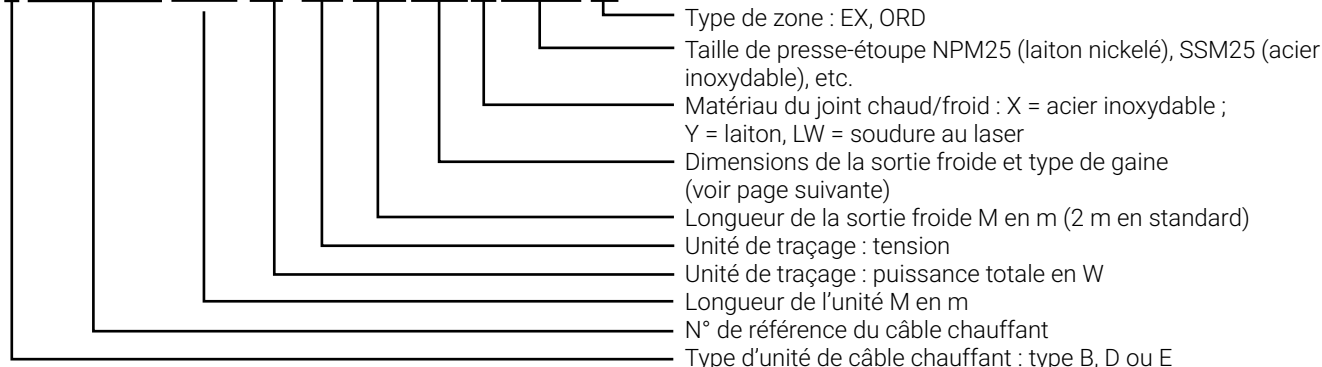 Type de zone : EX, ORD
Taille de presse-étoupe NPM25 (laiton nickelé), SSM25 (acier
inoxydable), etc.
Matériau du joint chaud/froid : X = acier inoxydable ;
Y = laiton, LW = soudure au laser
Dimensions de la sortie froide et type de gaine
(voir page suivante)
Longueur de la sortie froide M en m (2 m en standard)
Unité de traçage : tension
Unité de traçage : puissance totale en W
Longueur de l’unité M en m
N° de référence du câble chauffant
Type d’unité de câble chauffant : type B, D ou E